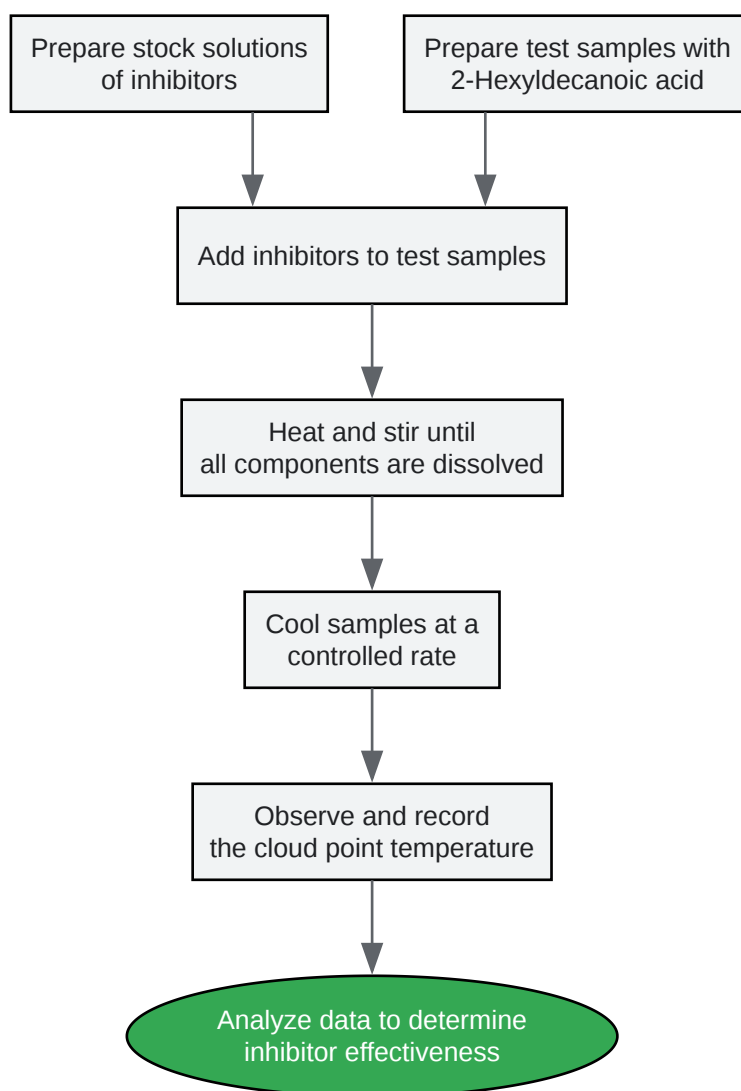 Prepare stock solutions
of inhibitors
Prepare test samples with
2-Hexyldecanoic acid
Add inhibitors to test samples
Heat and stir until
all components are dissolved
Cool samples at a
controlled rate
Observe and record
the cloud point temperature
Analyze data to determine
inhibitor effectiveness